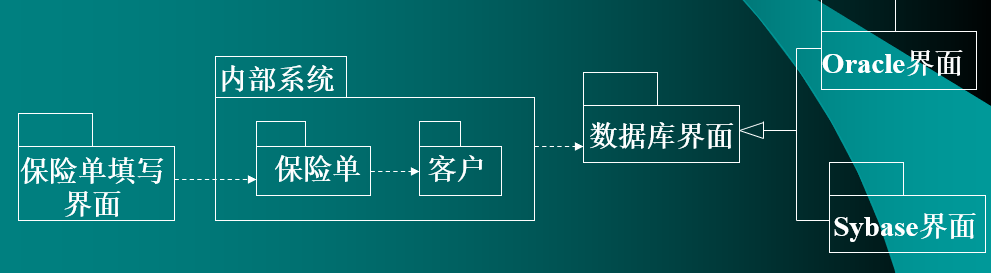 内部系统
保险单填写
界面
保险单
客户
数据库界面
Oracle界面
Sybase界面